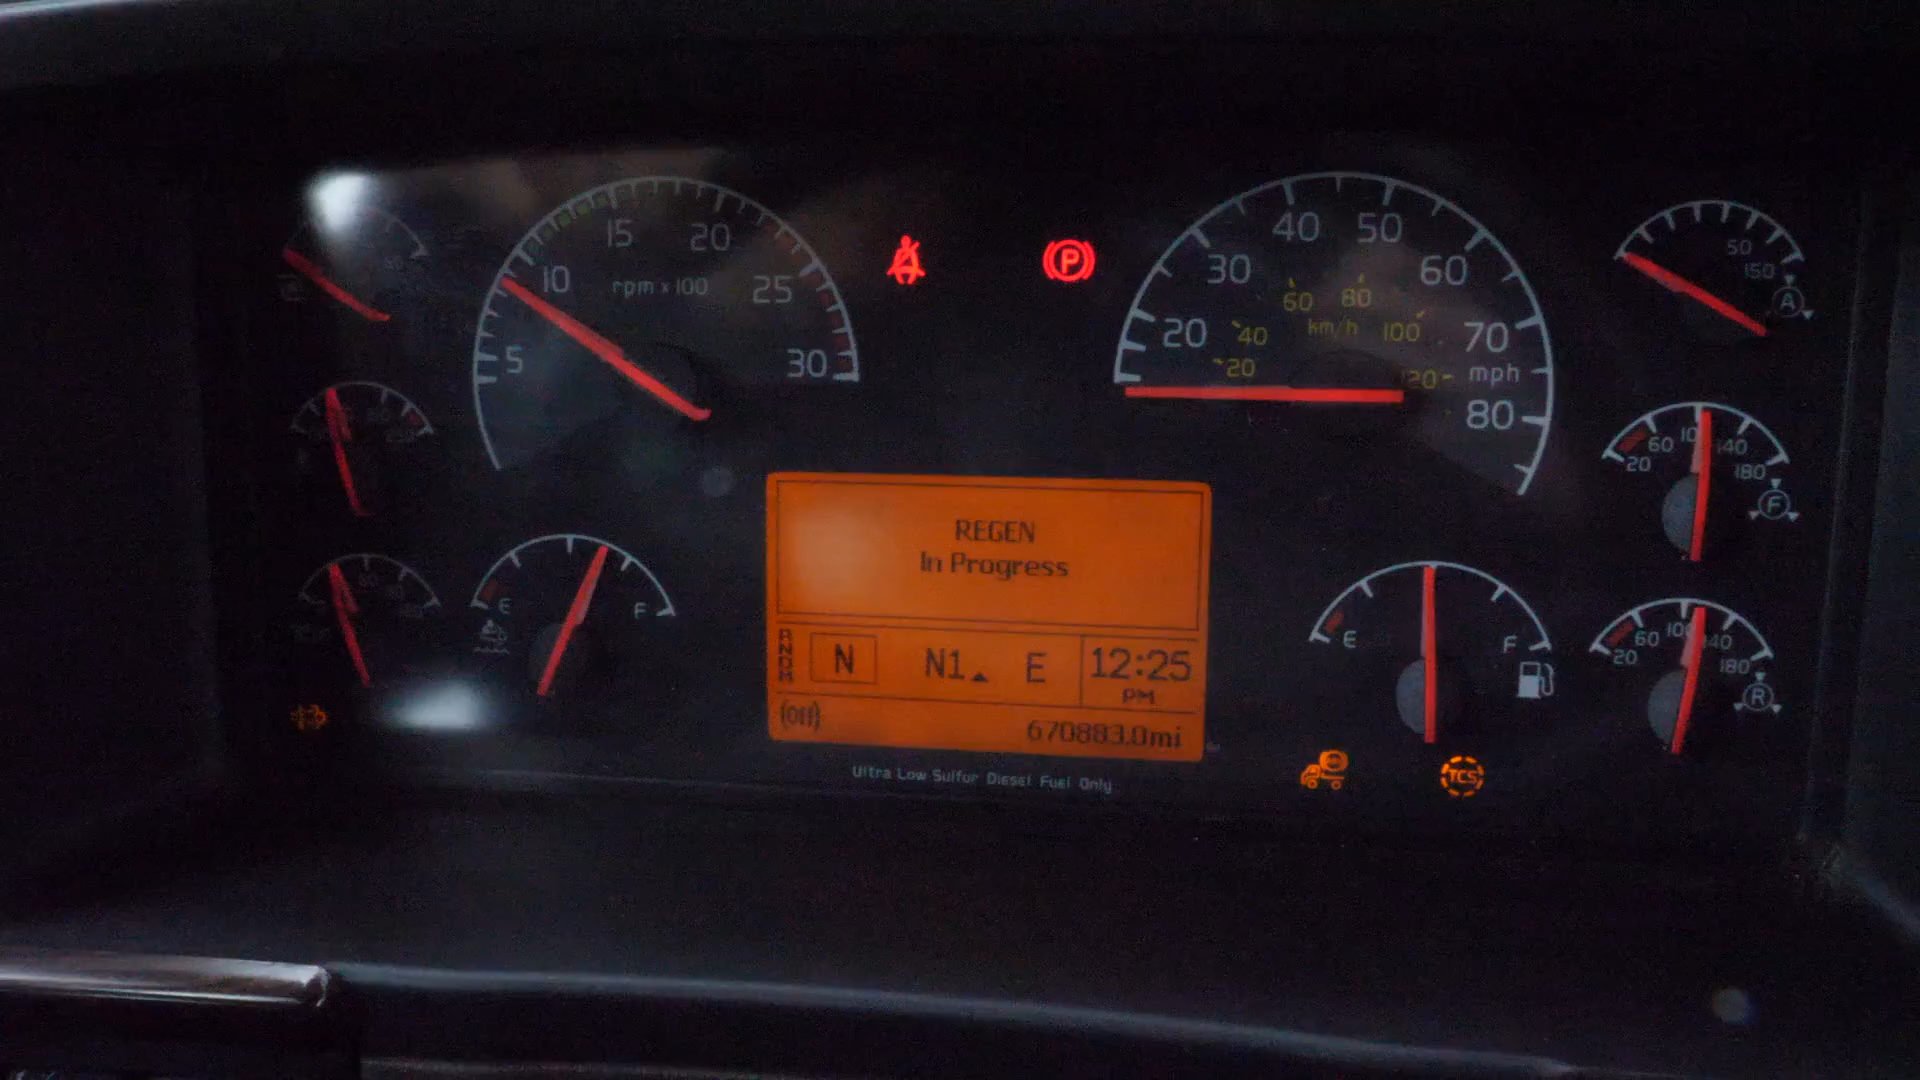 15 20
10 rpm x 100 25
5 30
40 50
30 60
20 70
mph
80
60 80
40 km/h 100
20 120
50
150
A
60 140
20 180
F
60 100 140
20 180
R
E F
E F
P
REGEN
In Progress
N N1 E 12:25
PM
(Off) 670883.0mi
Ultra Low Sulfur Diesel Fuel Only
TCS